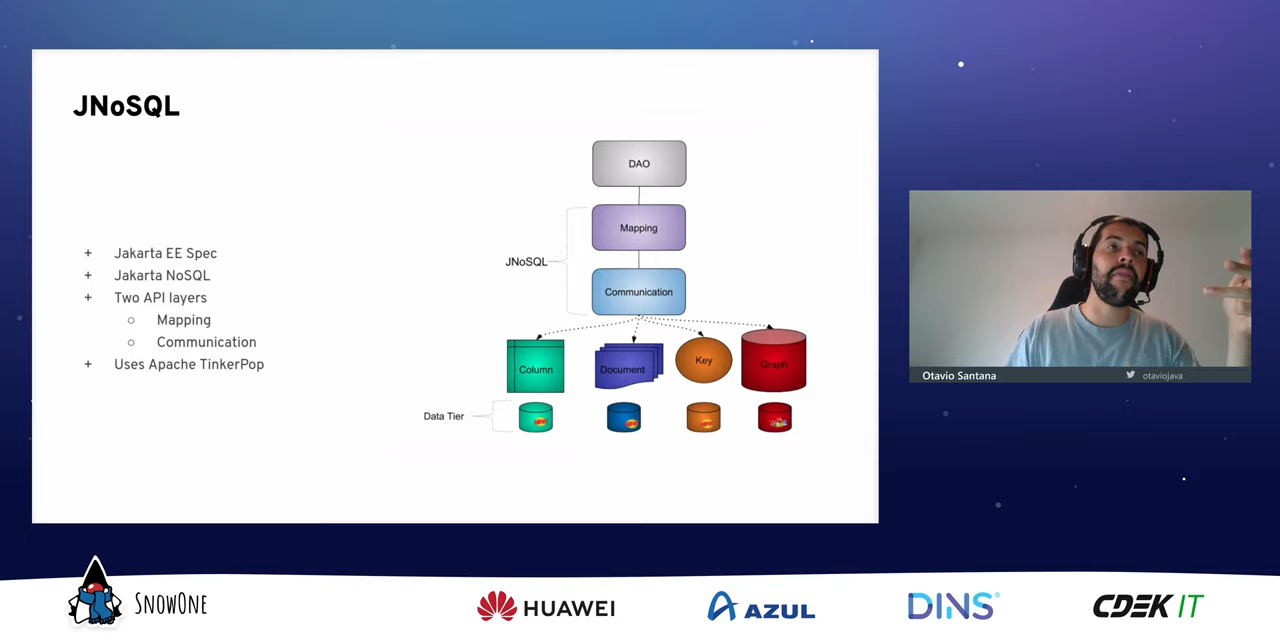 JNoSQL
+ Jakarta EE Spec
+ Jakarta NoSQL
+ Two API layers
○ Mapping
○ Communication
+ Uses Apache TinkerPop
DAO
Mapping
JNoSQL
Communication
Column
Document
Key
Graph
Data Tier
Otavio Santana
otaviojava
SnowOne
HUAWEI
AZUL
DINS
CDEK IT